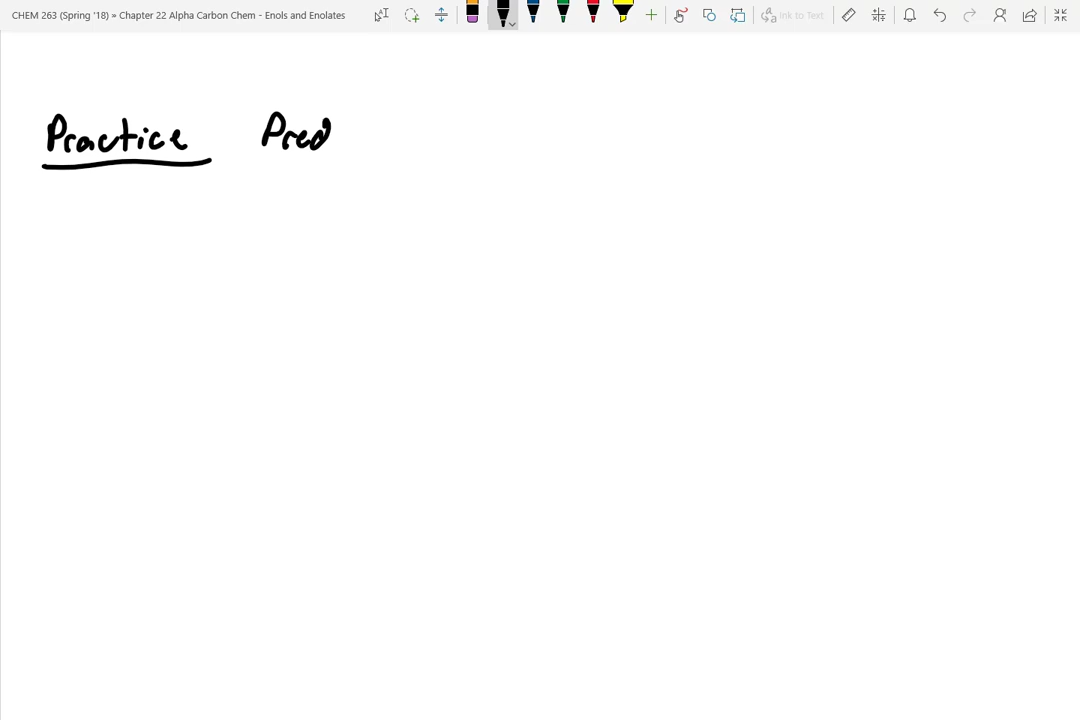 CHEM 263 (Spring '18) » Chapter 22 Alpha Carbon Chem - Enols and Enolates
Ink to Text
Practice Pred